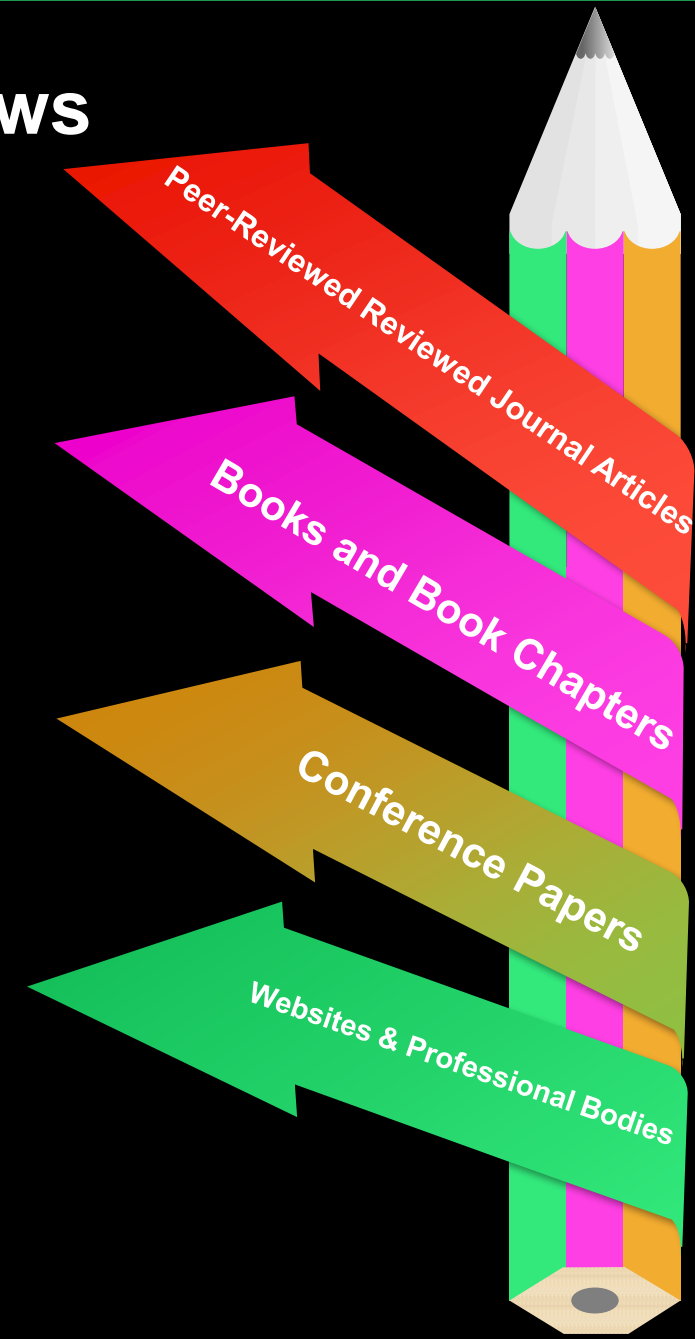 ws
Peer-Reviewed Reviewed Journal Articles
Books and Book Chapters
Conference Papers
Websites & Professional Bodies